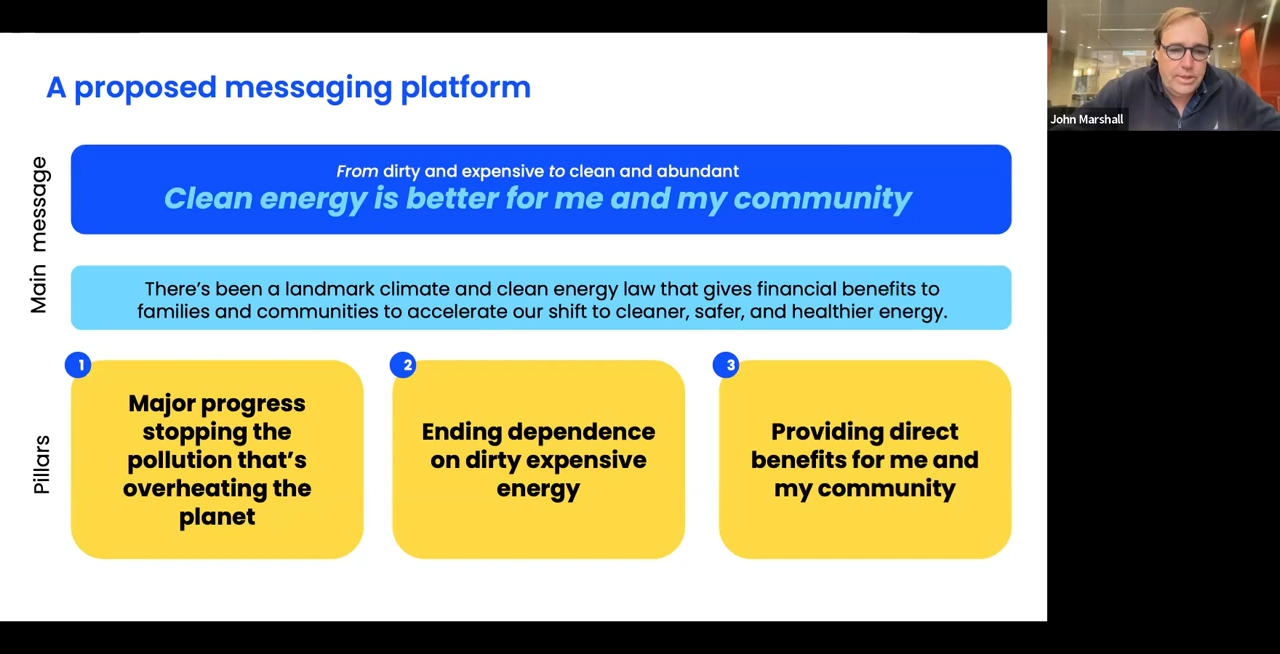 A proposed messaging platform
John Marshall
Main message
From dirty and expensive to clean and abundant
Clean energy is better for me and my community
There’s been a landmark climate and clean energy law that gives financial benefits to
families and communities to accelerate our shift to cleaner, safer, and healthier energy.
Pillars
1
Major progress
stopping the
pollution that’s
overheating the
planet
2
Ending dependence
on dirty expensive
energy
3
Providing direct
benefits for me and
my community